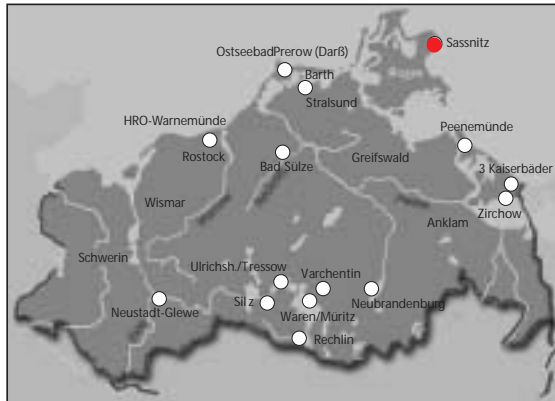 Sassnitz
OstseebadPrerow (Darß)
Barth
Stralsund
HRO-Warnemünde
Peenemünde
Rostock
Bad Sülze
Greifswald
3 Kaiserbäder
Wismar
Zirchow
Anklam
Schwerin
Ulrichsh./Tressow
Varchentin
Silz
Neustadt-Glewe
Waren/Müritz
Neubrandenburg
Rechlin